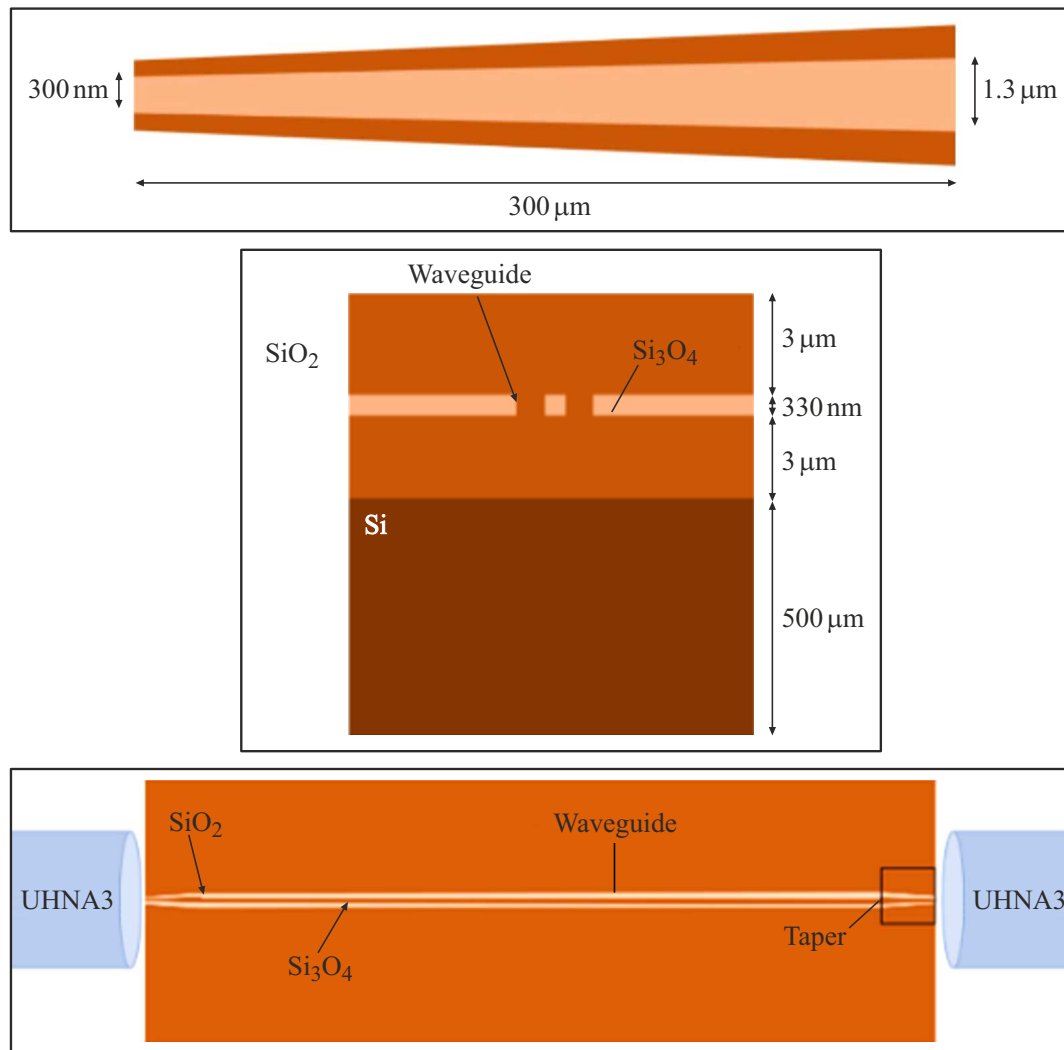 300 nm
1.3 μm
300 μm
Waveguide
SiO₂
Si₃O₄
3 μm
330 nm
3 μm
Si
500 μm
SiO₂
Waveguide
UHNA3
UHNA3
Taper
Si₃O₄